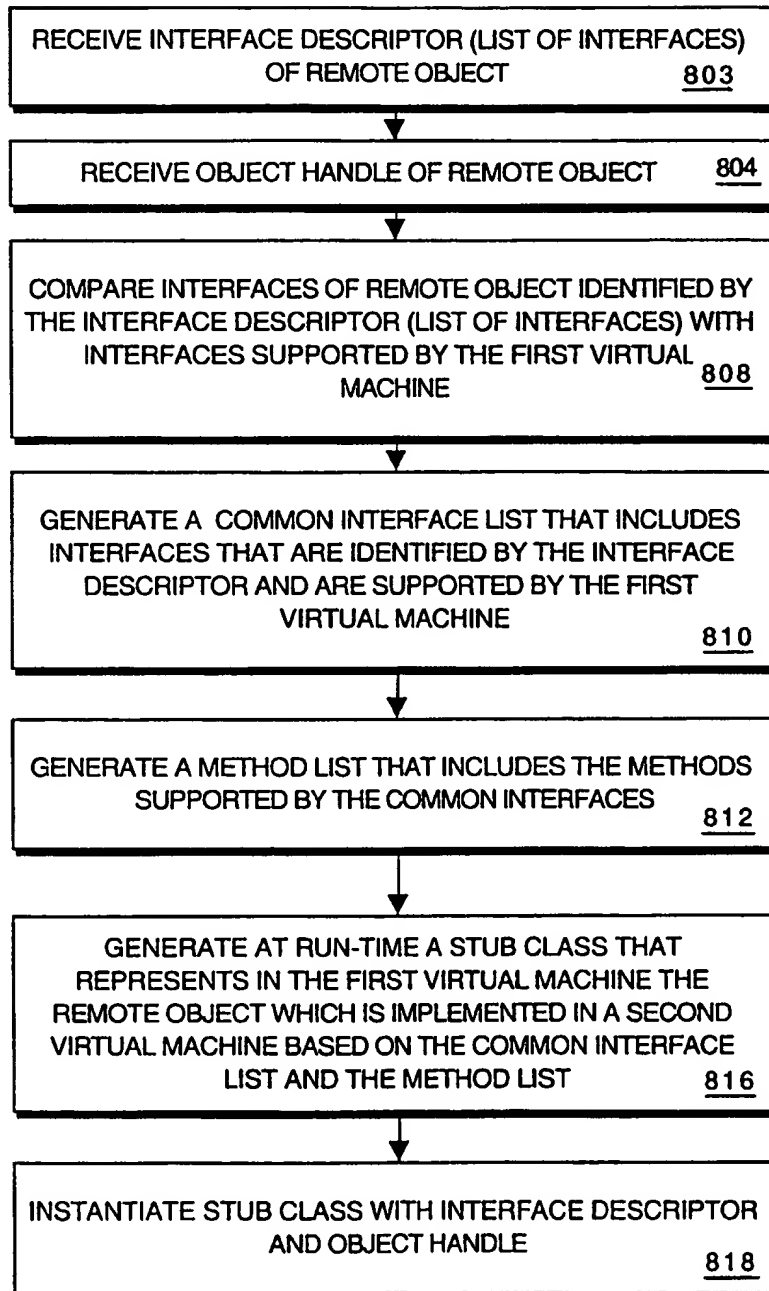 RECEIVE INTERFACE DESCRIPTOR (LIST OF INTERFACES)
OF REMOTE OBJECT
803
RECEIVE OBJECT HANDLE OF REMOTE OBJECT 804
COMPARE INTERFACES OF REMOTE OBJECT IDENTIFIED BY
THE INTERFACE DESCRIPTOR (LIST OF INTERFACES) WITH
INTERFACES SUPPORTED BY THE FIRST VIRTUAL
MACHINE 808
GENERATE A COMMON INTERFACE LIST THAT INCLUDES
INTERFACES THAT ARE IDENTIFIED BY THE INTERFACE
DESCRIPTOR AND ARE SUPPORTED BY THE FIRST
VIRTUAL MACHINE
810
GENERATE A METHOD LIST THAT INCLUDES THE METHODS
SUPPORTED BY THE COMMON INTERFACES
812
GENERATE AT RUN-TIME A STUB CLASS THAT
REPRESENTS IN THE FIRST VIRTUAL MACHINE THE
REMOTE OBJECT WHICH IS IMPLEMENTED IN A SECOND
VIRTUAL MACHINE BASED ON THE COMMON INTERFACE
LIST AND THE METHOD LIST 816
INSTANTIATE STUB CLASS WITH INTERFACE DESCRIPTOR
AND OBJECT HANDLE
818